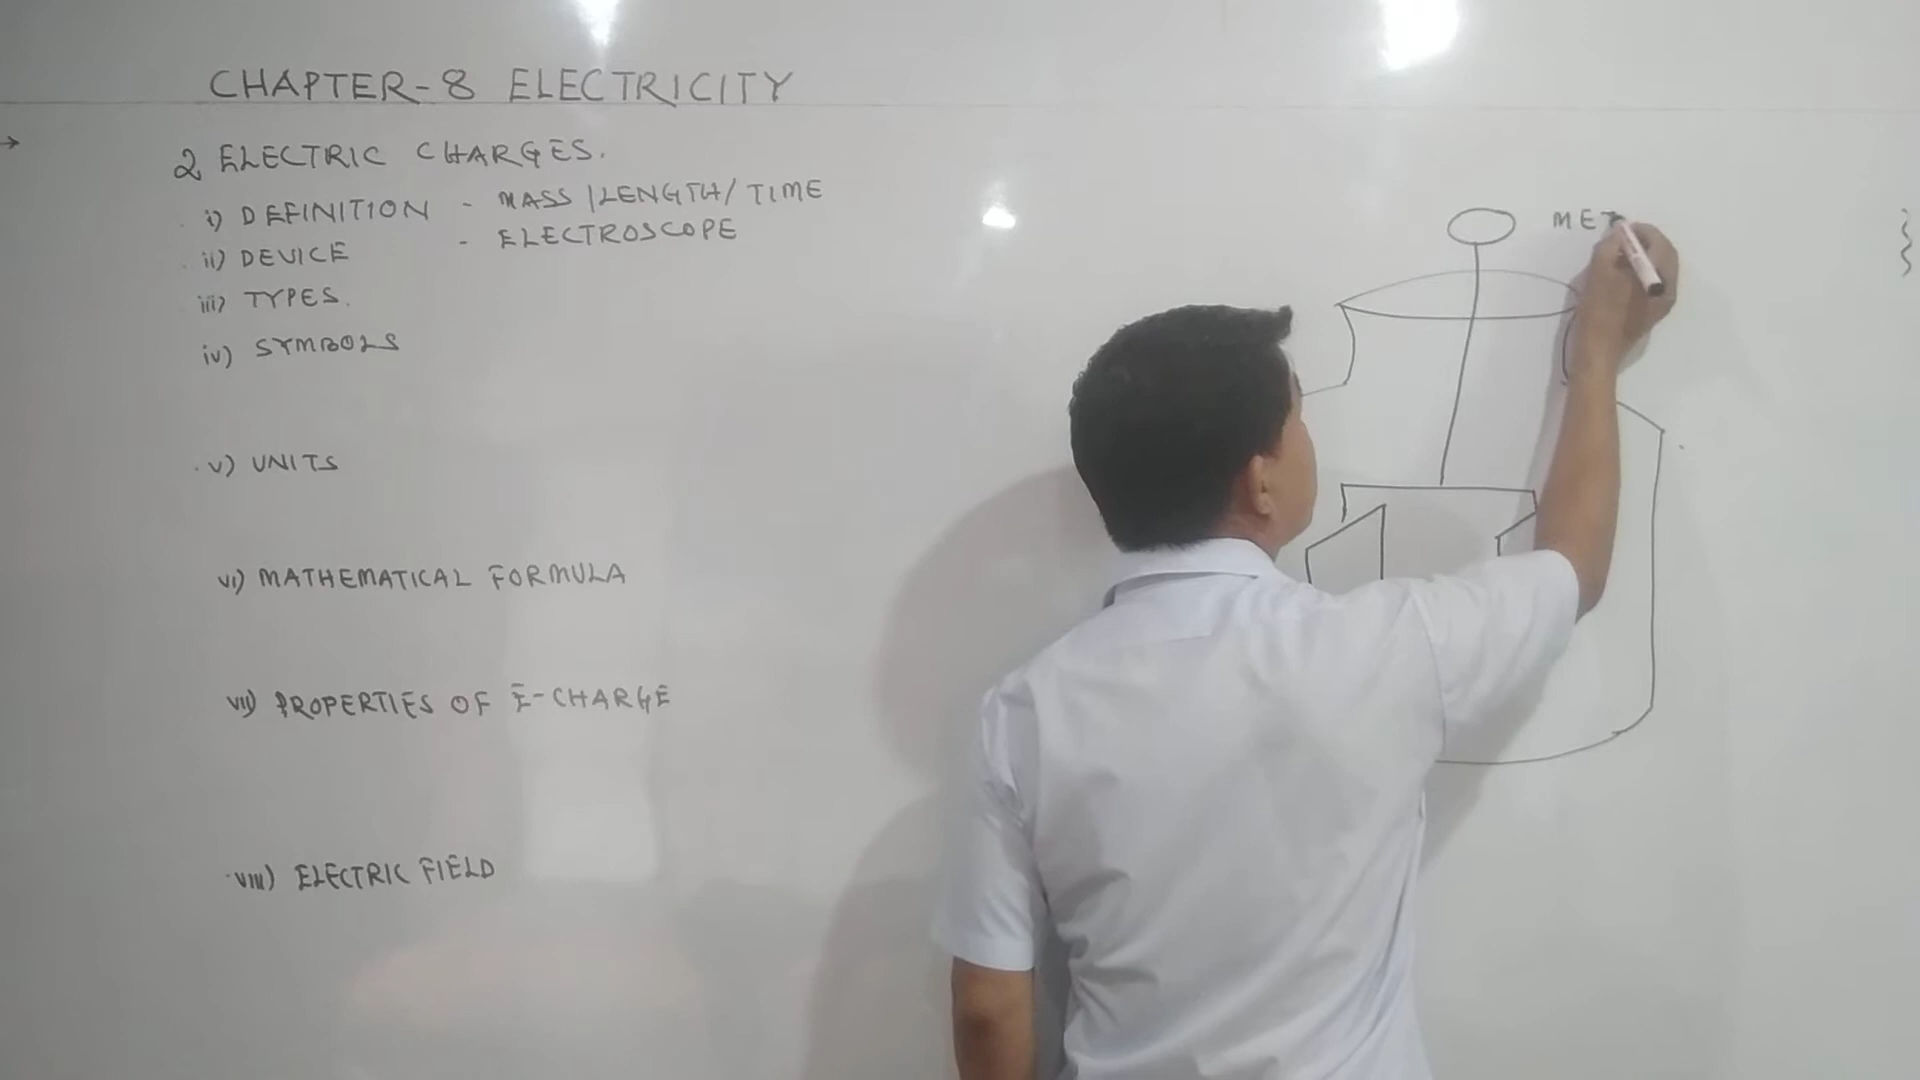 CHAPTER-8 ELECTRICITY
2 ELECTRIC CHARGES.
i) DEFINITION - MASS /LENGTH/ TIME
ii) DEVICE - ELECTROSCOPE
iii) TYPES.
iv) SYMBOLS
v) UNITS
vi) MATHEMATICAL FORMULA
vii) PROPERTIES OF E-CHARGE
viii) ELECTRIC FIELD
MET